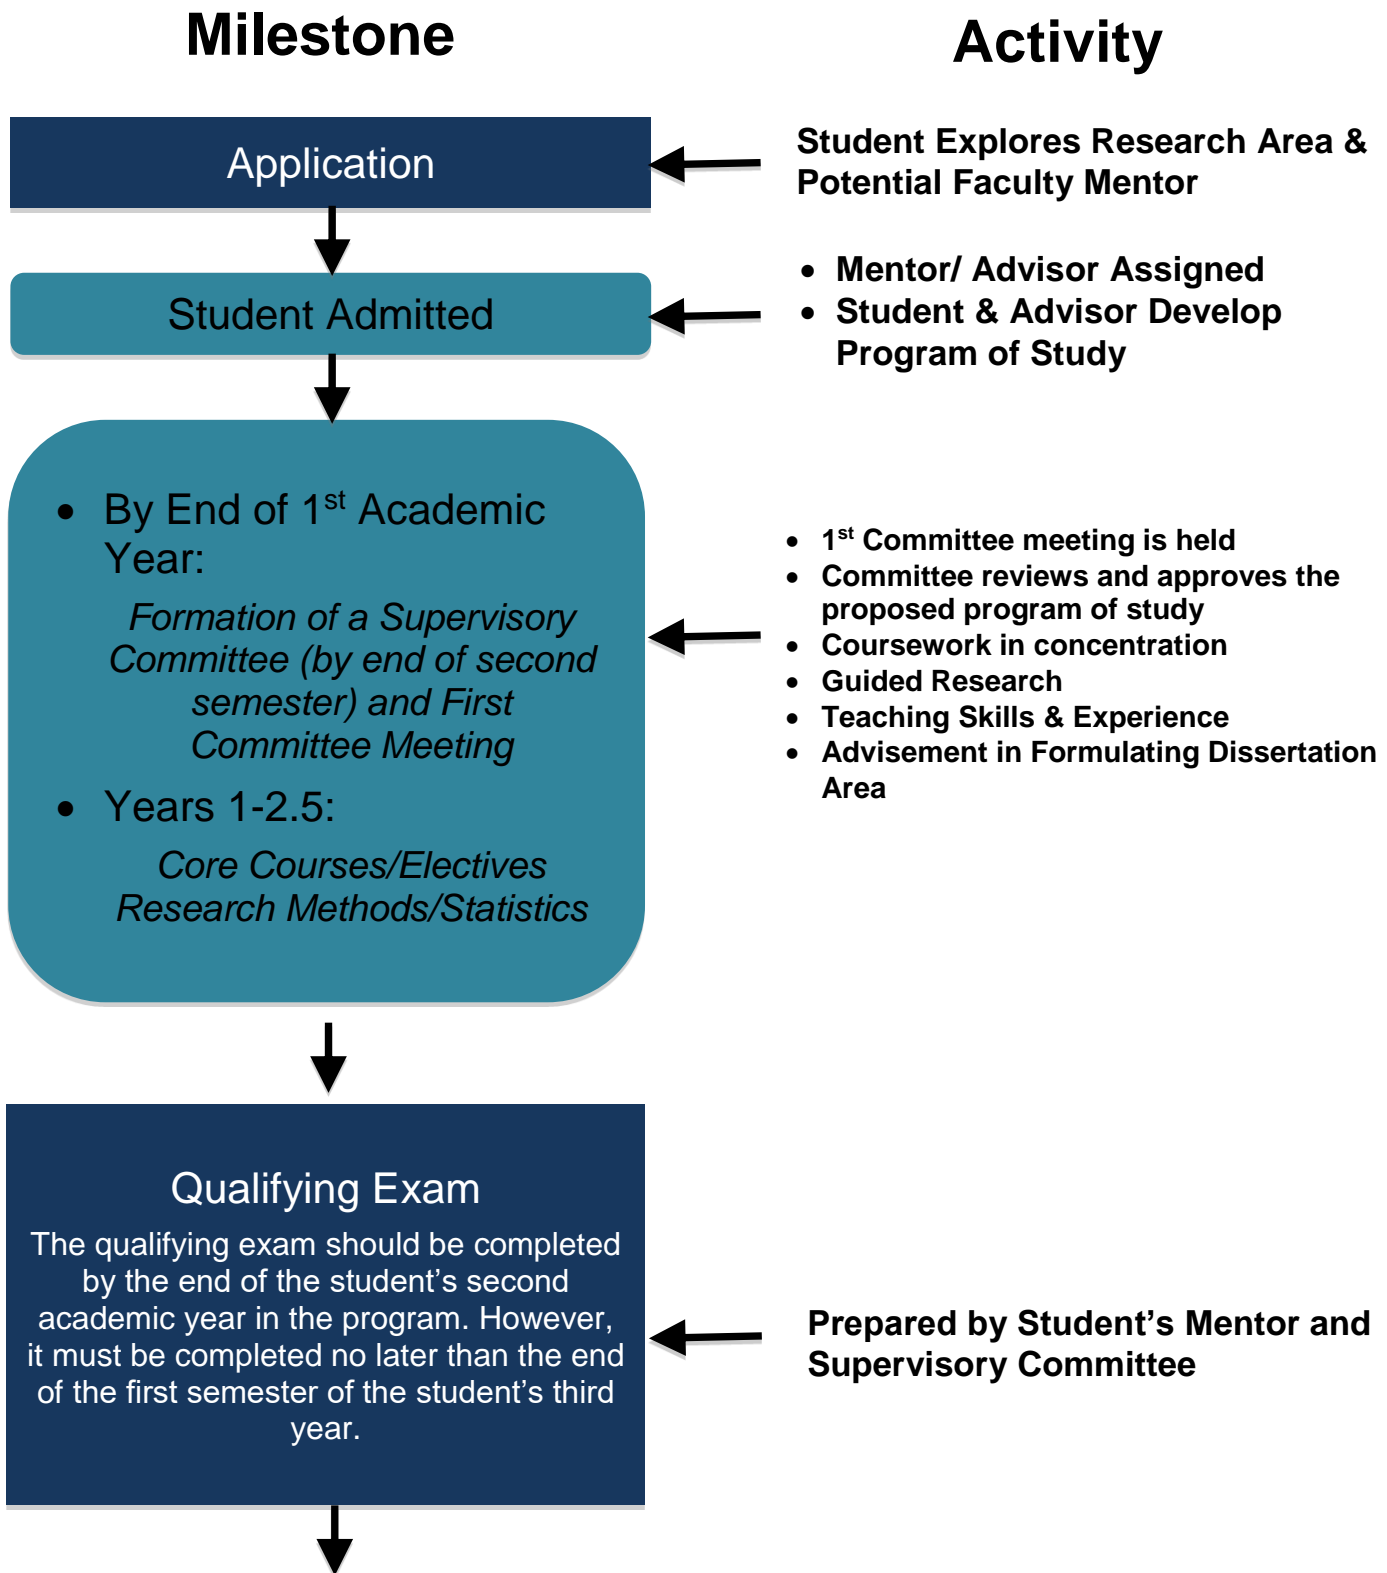 Milestone
Activity
Application
Student Explores Research Area &
Potential Faculty Mentor
Student Admitted
• Mentor/ Advisor Assigned
• Student & Advisor Develop
Program of Study
• By End of 1st Academic
Year:
Formation of a Supervisory
Committee (by end of second
semester) and First
Committee Meeting
• Years 1-2.5:
Core Courses/Electives
Research Methods/Statistics
• 1st Committee meeting is held
• Committee reviews and approves the
proposed program of study
• Coursework in concentration
• Guided Research
• Teaching Skills & Experience
• Advisement in Formulating Dissertation
Area
Qualifying Exam
The qualifying exam should be completed
by the end of the student’s second
academic year in the program. However,
it must be completed no later than the end
of the first semester of the student’s third
year.
Prepared by Student’s Mentor and
Supervisory Committee